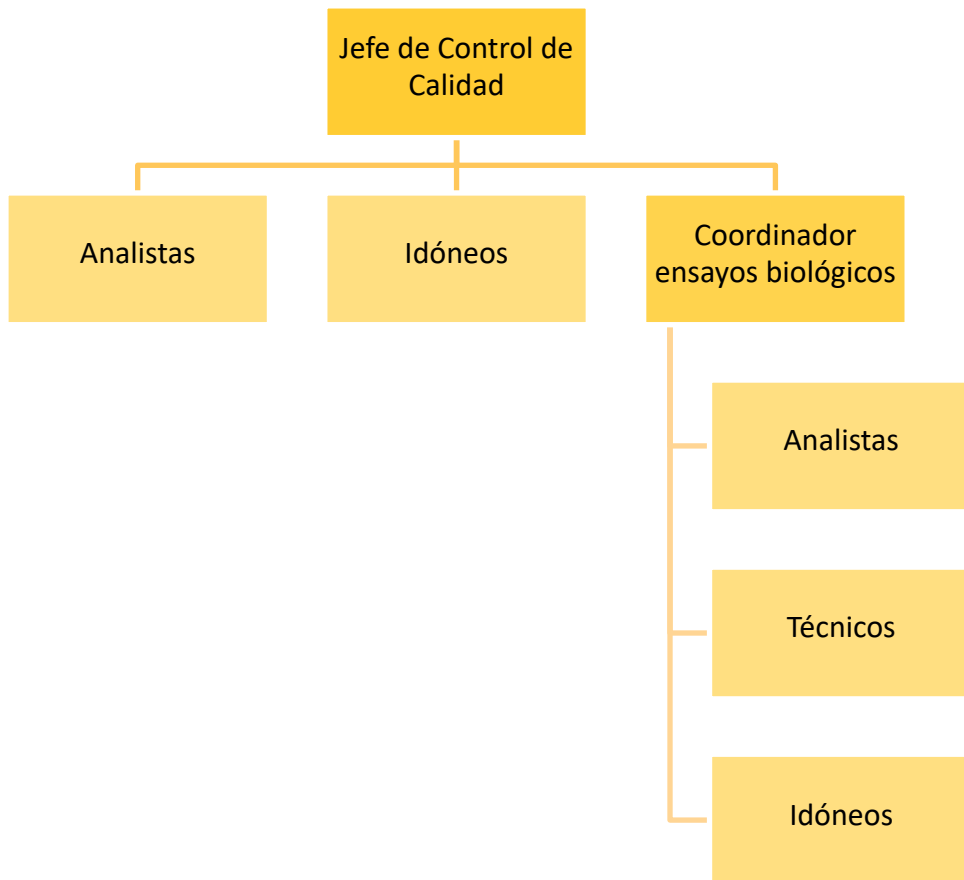 Jefe de Control de
Calidad
Analistas
Idóneos
Coordinador
ensayos biológicos
Analistas
Técnicos
Idóneos